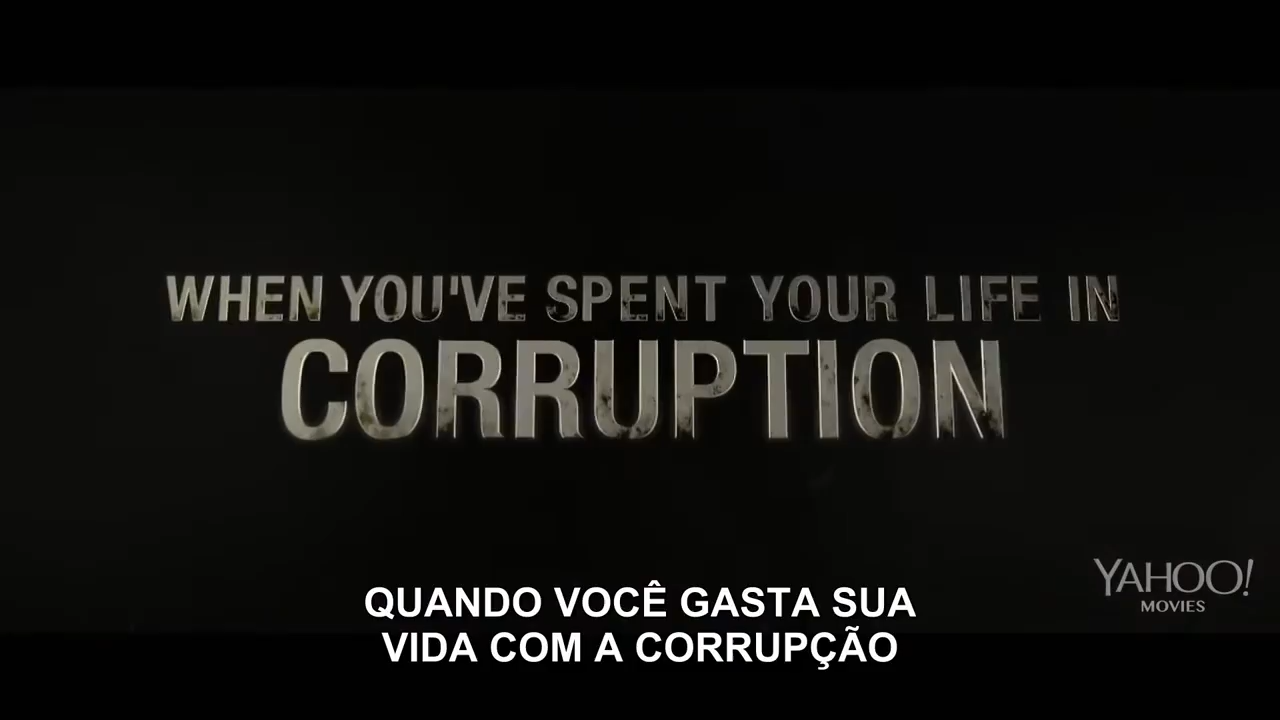 WHEN YOU'VE SPENT YOUR LIFE IN
CORRUPTION
YAHOO!
MOVIES
QUANDO VOCÊ GASTA SUA
VIDA COM A CORRUPÇÃO